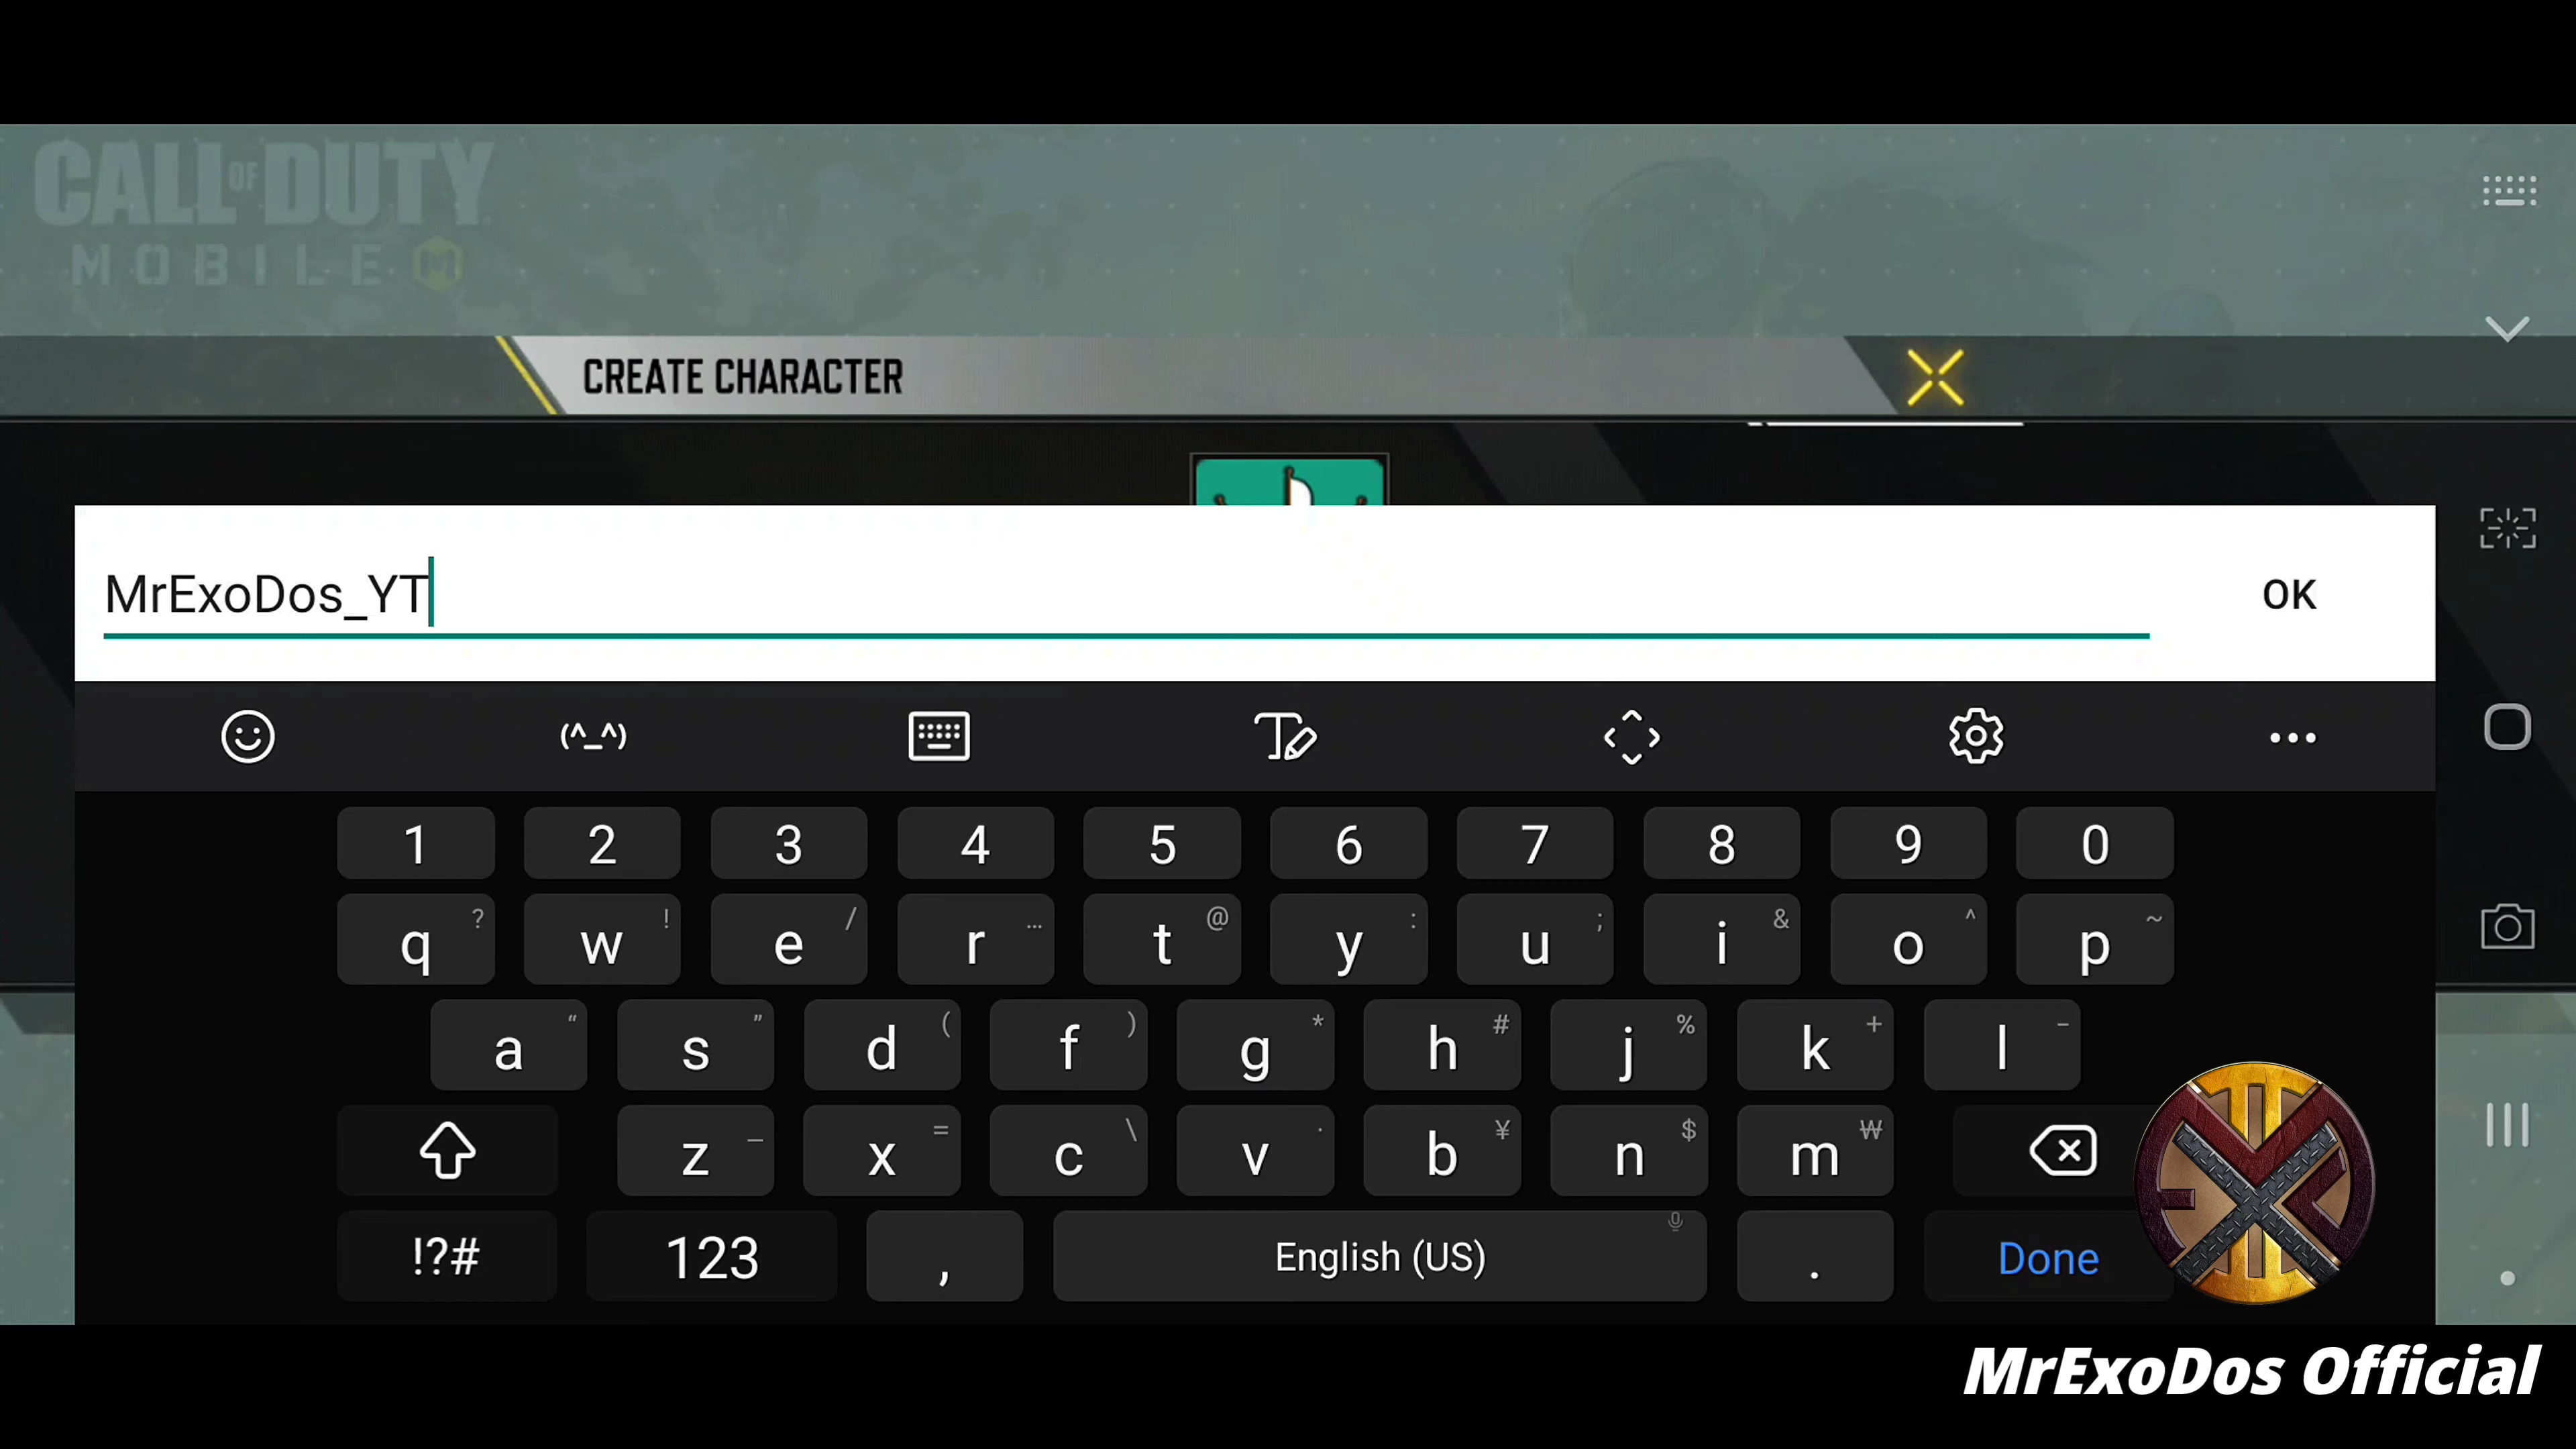 CALL OF DUTY
MOBILE
CREATE CHARACTER
MrExoDos_YT
OK
(^_^)
1 2 3 4 5 6 7 8 9 0
q ? w ! e / r … t @ y : u ; i & o ^ p ~
a “ s ” d ( f ) g * h # j % k + l -
z _ x = c \ v · b ¥ n $ m ₩
!?# 123 , English (US) . Done
MrExoDos Official